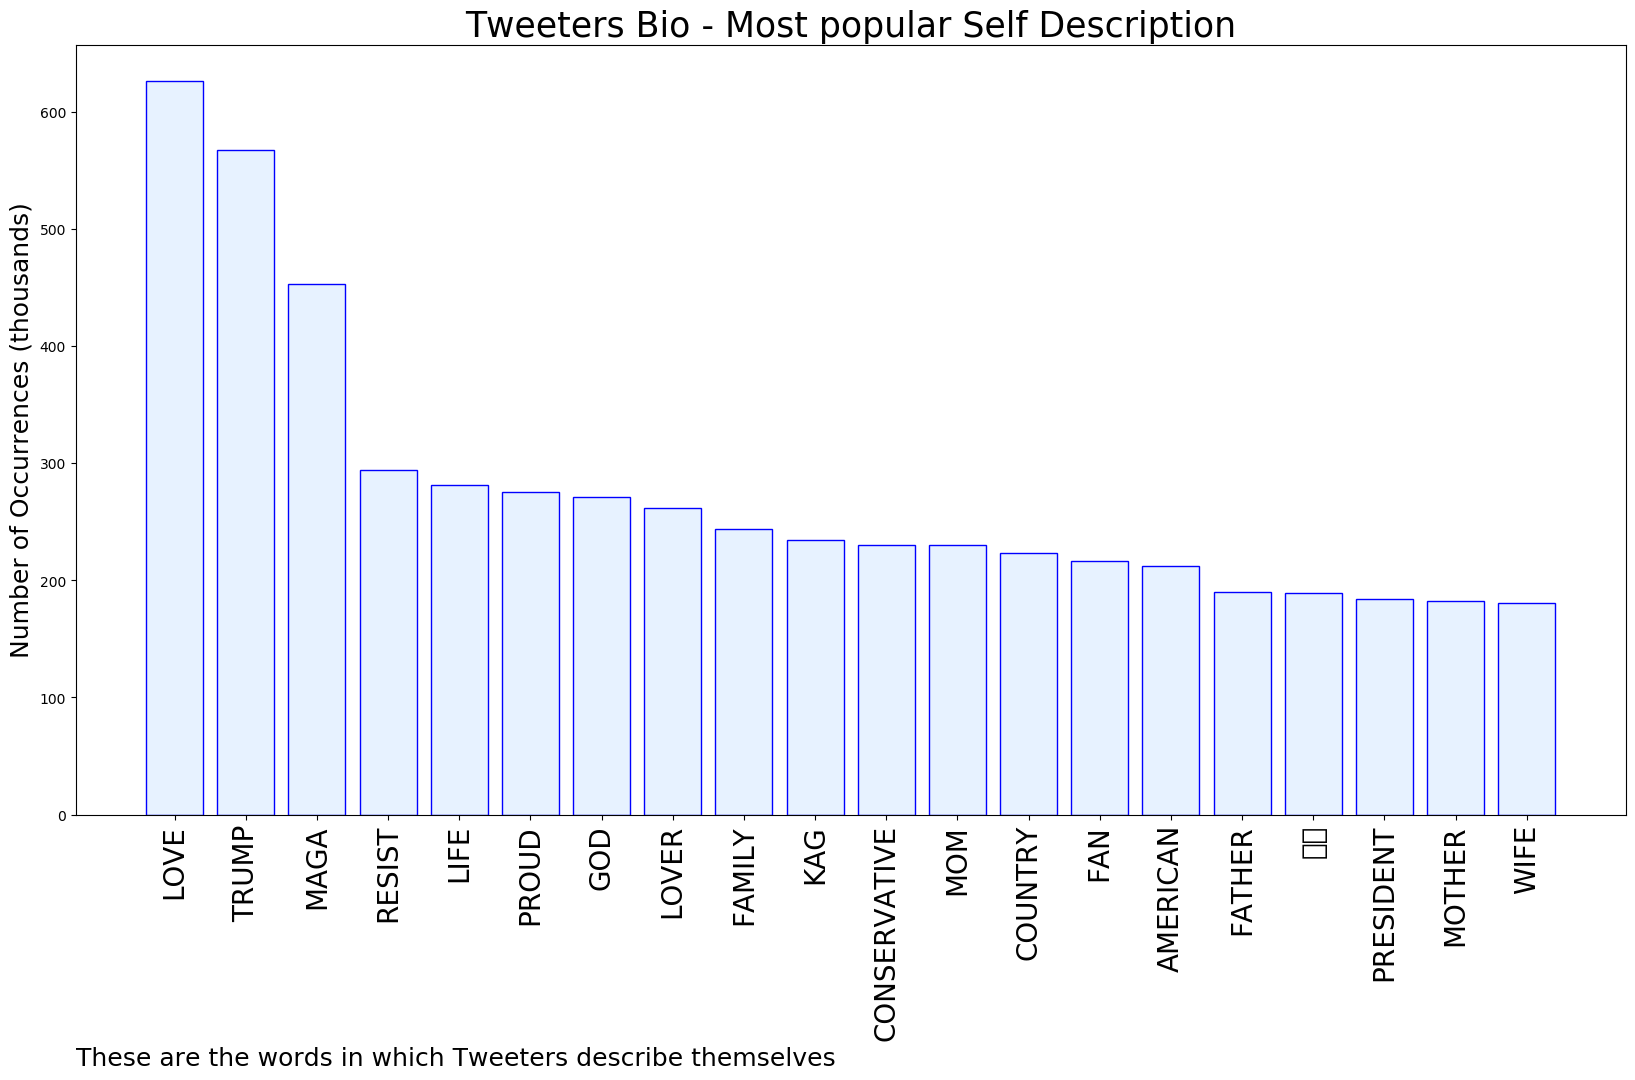 Tweeters Bio - Most popular Self Description
Number of Occurrences (thousands)
600
500
400
300
200
100
0
LOVE
TRUMP
MAGA
RESIST
LIFE
PROUD
GOD
LOVER
FAMILY
KAG
CONSERVATIVE
MOM
COUNTRY
FAN
AMERICAN
FATHER
PRESIDENT
MOTHER
WIFE
These are the words in which Tweeters describe themselves